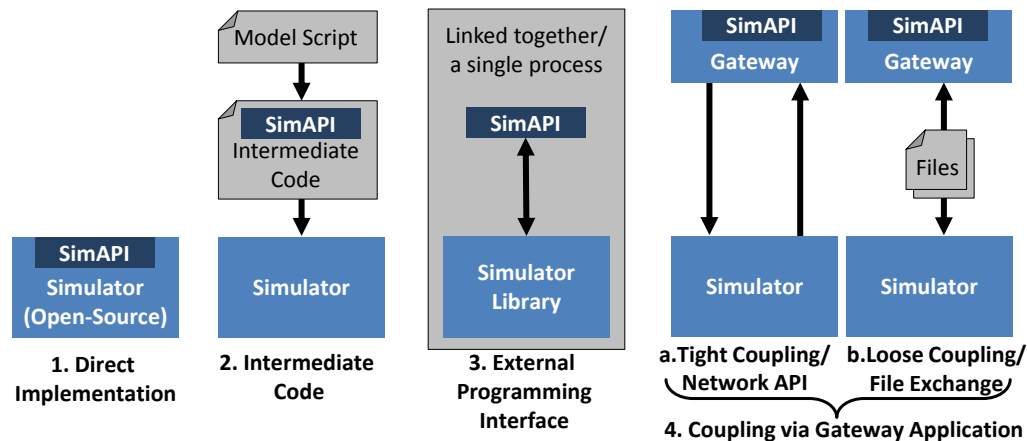 SimAPI
Simulator
(Open-Source)
1. Direct
Implementation
Model Script
SimAPI
Intermediate
Code
Simulator
2. Intermediate
Code
Linked together/
a single process
SimAPI
Simulator
Library
3. External
Programming
Interface
SimAPI
Gateway
Simulator
a.Tight Coupling/
Network API
SimAPI
Gateway
Files
Simulator
b.Loose Coupling/
File Exchange
4. Coupling via Gateway Application